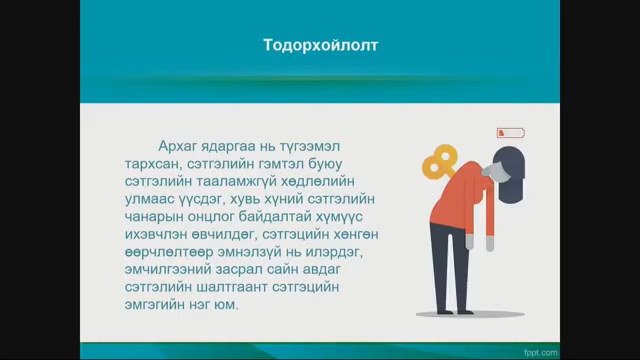 Тодорхойлолт
Архаг ядаргаа нь түгээмэл
тархсан, сэтгэлийн гэмтэл буюу
сэтгэлийн тааламжгүй хөдлөлийн
улмаас үүсдэг, хувь хүний сэтгэлийн
чанарын онцлог байдалтай хүмүүс
ихэвчлэн өвчилдөг, сэтгэцийн хөнгөн
өөрчлөлтөөр эмнэлзүй нь илэрдэг,
эмчилгээний засрал сайн авдаг
сэтгэлийн шалтгаант сэтгэцийн
эмгэгийн нэг юм.
fppt.com